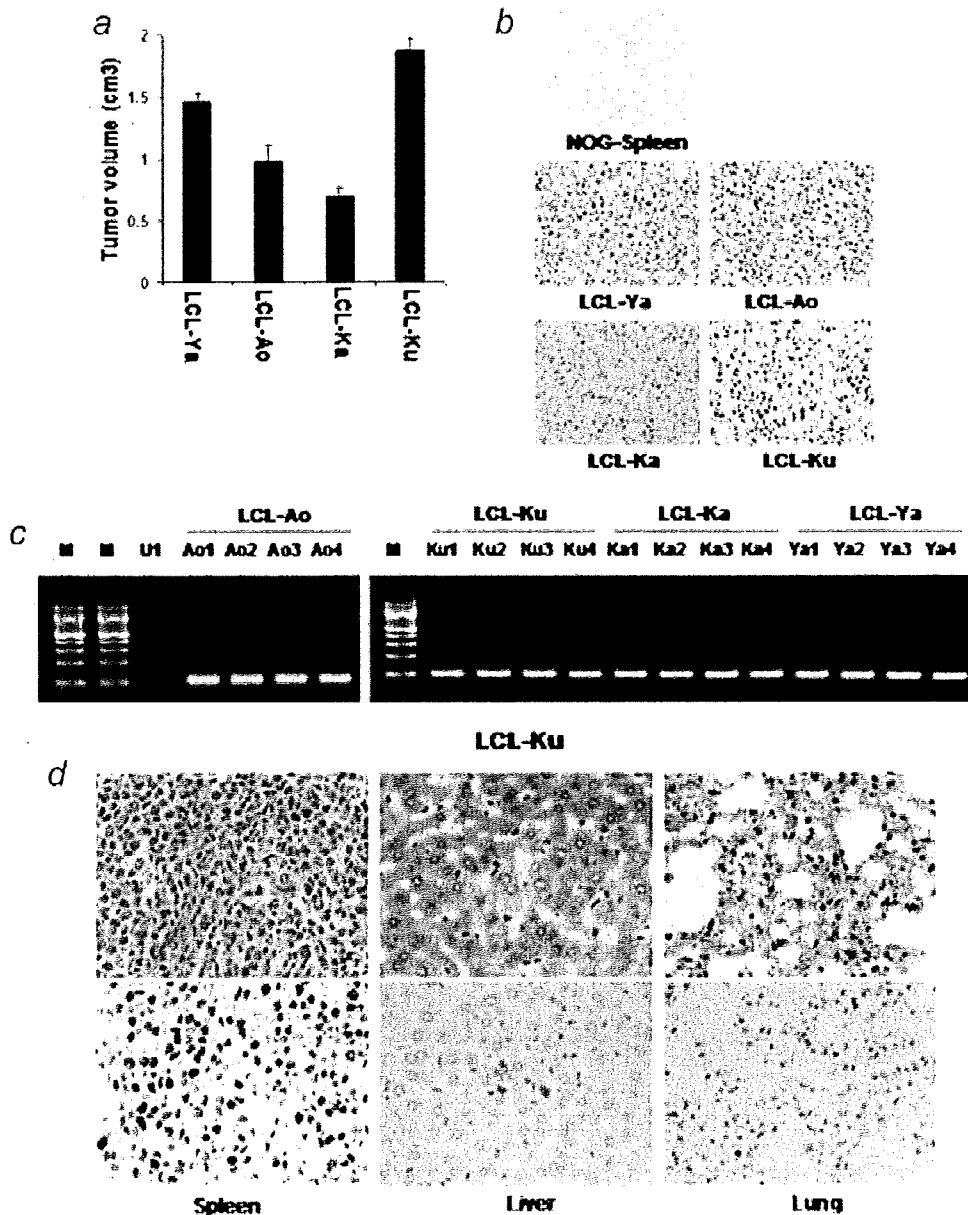 a
Tumor volume (cm3)
2
1.5
1
0.5
0
LCL-Ya
LCL-Ao
LCL-Ka
LCL-Ku
b
NOG-Spleen
LCL-Ya LCL-Ao
LCL-Ka LCL-Ku
c
LCL-Ao
M M U1 Ao1 Ao2 Ao3 Ao4
LCL-Ku LCL-Ka LCL-Ya
M Ku1 Ku2 Ku3 Ku4 Ka1 Ka2 Ka3 Ka4 Ya1 Ya2 Ya3 Ya4
LCL-Ku
d
Spleen Liver Lung